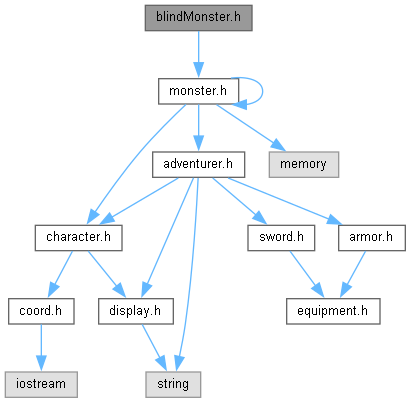 blindMonster.h
monster.h
adventurer.h
memory
character.h
sword.h
armor.h
coord.h
display.h
equipment.h
iostream
string